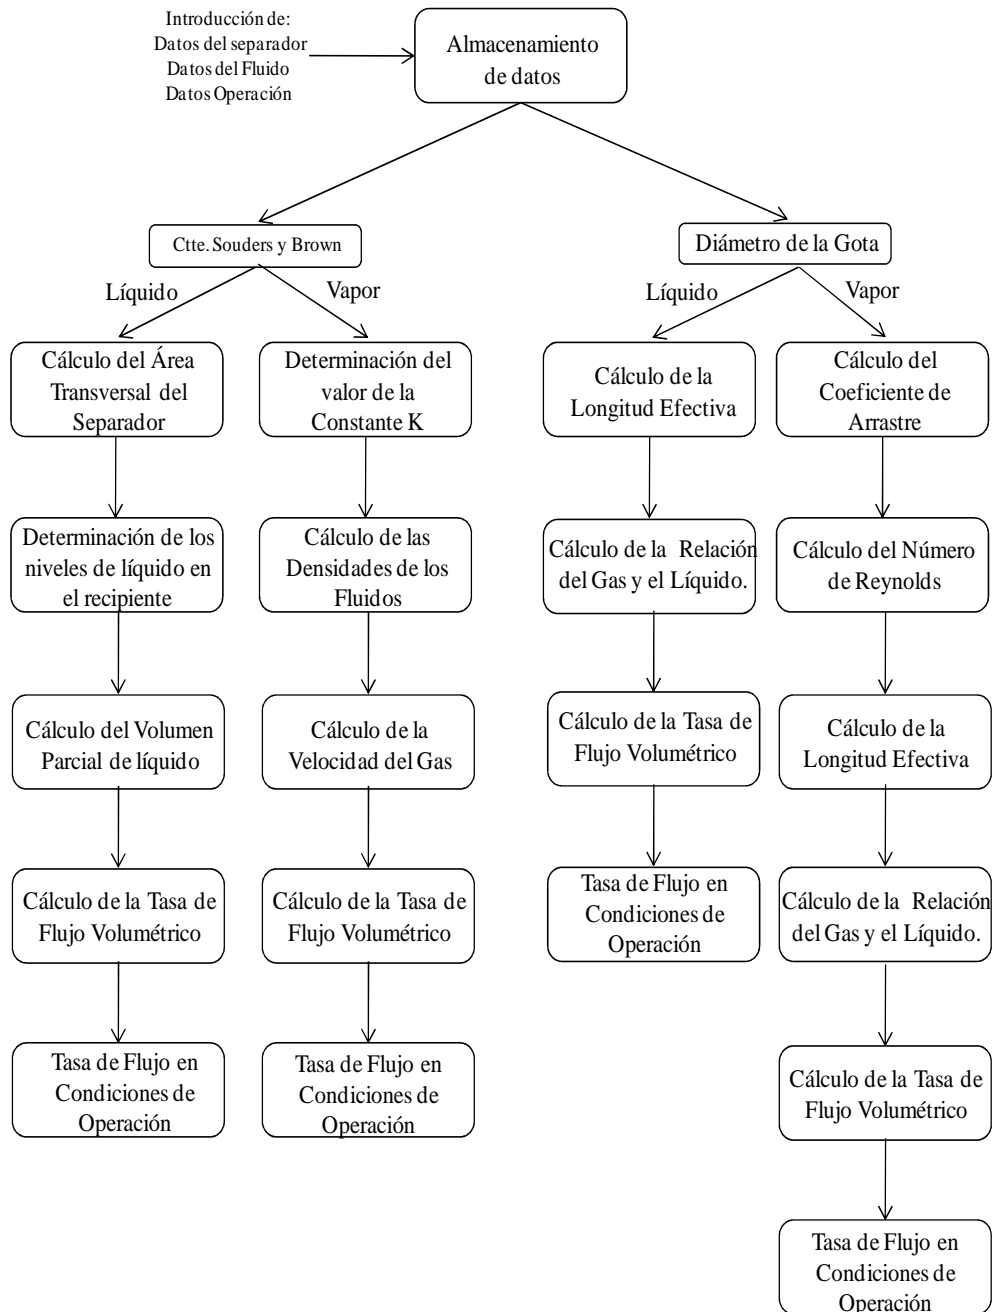 Introducción de:
Datos del separador
Datos del Fluido
Datos Operación
Almacenamiento
de datos
Ctte. Souders y Brown
Diámetro de la Gota
Líquido
Vapor
Líquido
Vapor
Cálculo del Área
Transversal del
Separador
Determinación del
valor de la
Constante K
Cálculo de la
Longitud Efectiva
Cálculo del
Coeficiente de
Arrastre
Determinación de los
niveles de líquido en
el recipiente
Cálculo de las
Densidades de los
Fluidos
Cálculo de la Relación
del Gas y el Líquido.
Cálculo del Número
de Reynolds
Cálculo del Volumen
Parcial de líquido
Cálculo de la
Velocidad del Gas
Cálculo de la Tasa de
Flujo Volumétrico
Cálculo de la
Longitud Efectiva
Cálculo de la Tasa de
Flujo Volumétrico
Cálculo de la Tasa de
Flujo Volumétrico
Tasa de Flujo en
Condiciones de
Operación
Cálculo de la Relación
del Gas y el Líquido.
Tasa de Flujo en
Condiciones de
Operación
Tasa de Flujo en
Condiciones de
Operación
Cálculo de la Tasa de
Flujo Volumétrico
Tasa de Flujo en
Condiciones de
Operación